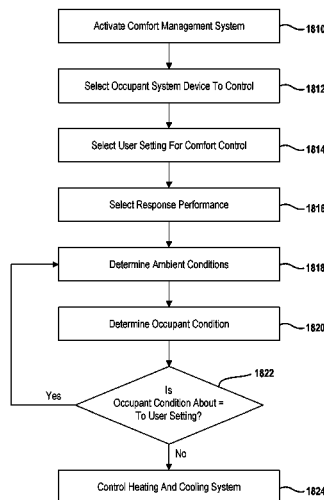 Activate Comfort Management System
1810
Select Occupant System Device To Control
1812
Select User Setting For Comfort Control
1814
Select Response Performance
1816
Determine Ambient Conditions
1818
Determine Occupant Condition
1820
1822
Is
Yes
Occupant Condition About =
To User Setting?
No
Control Heating And Cooling System
1824